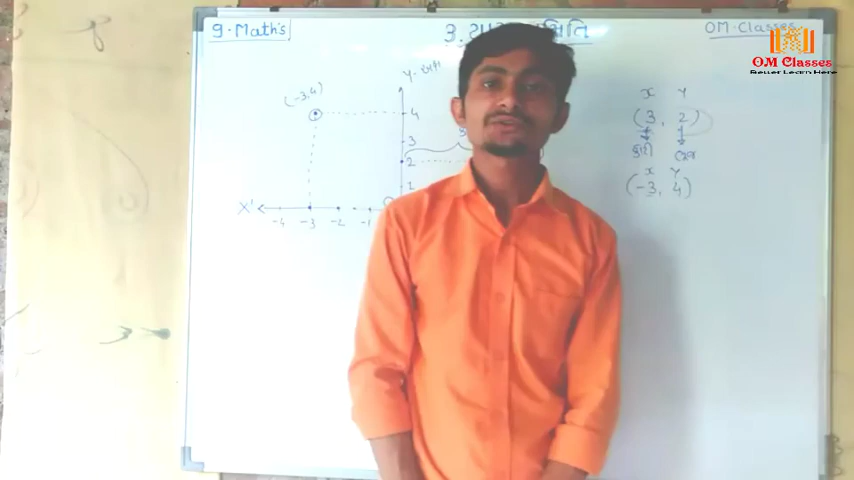 9. Math's
OM. Classes
OM Classes
Better Learn Here
(-3,4)
4
3
2
1
X'
-4 -3 -2 -1
x y
(3, 2)
x y
(-3, 4)